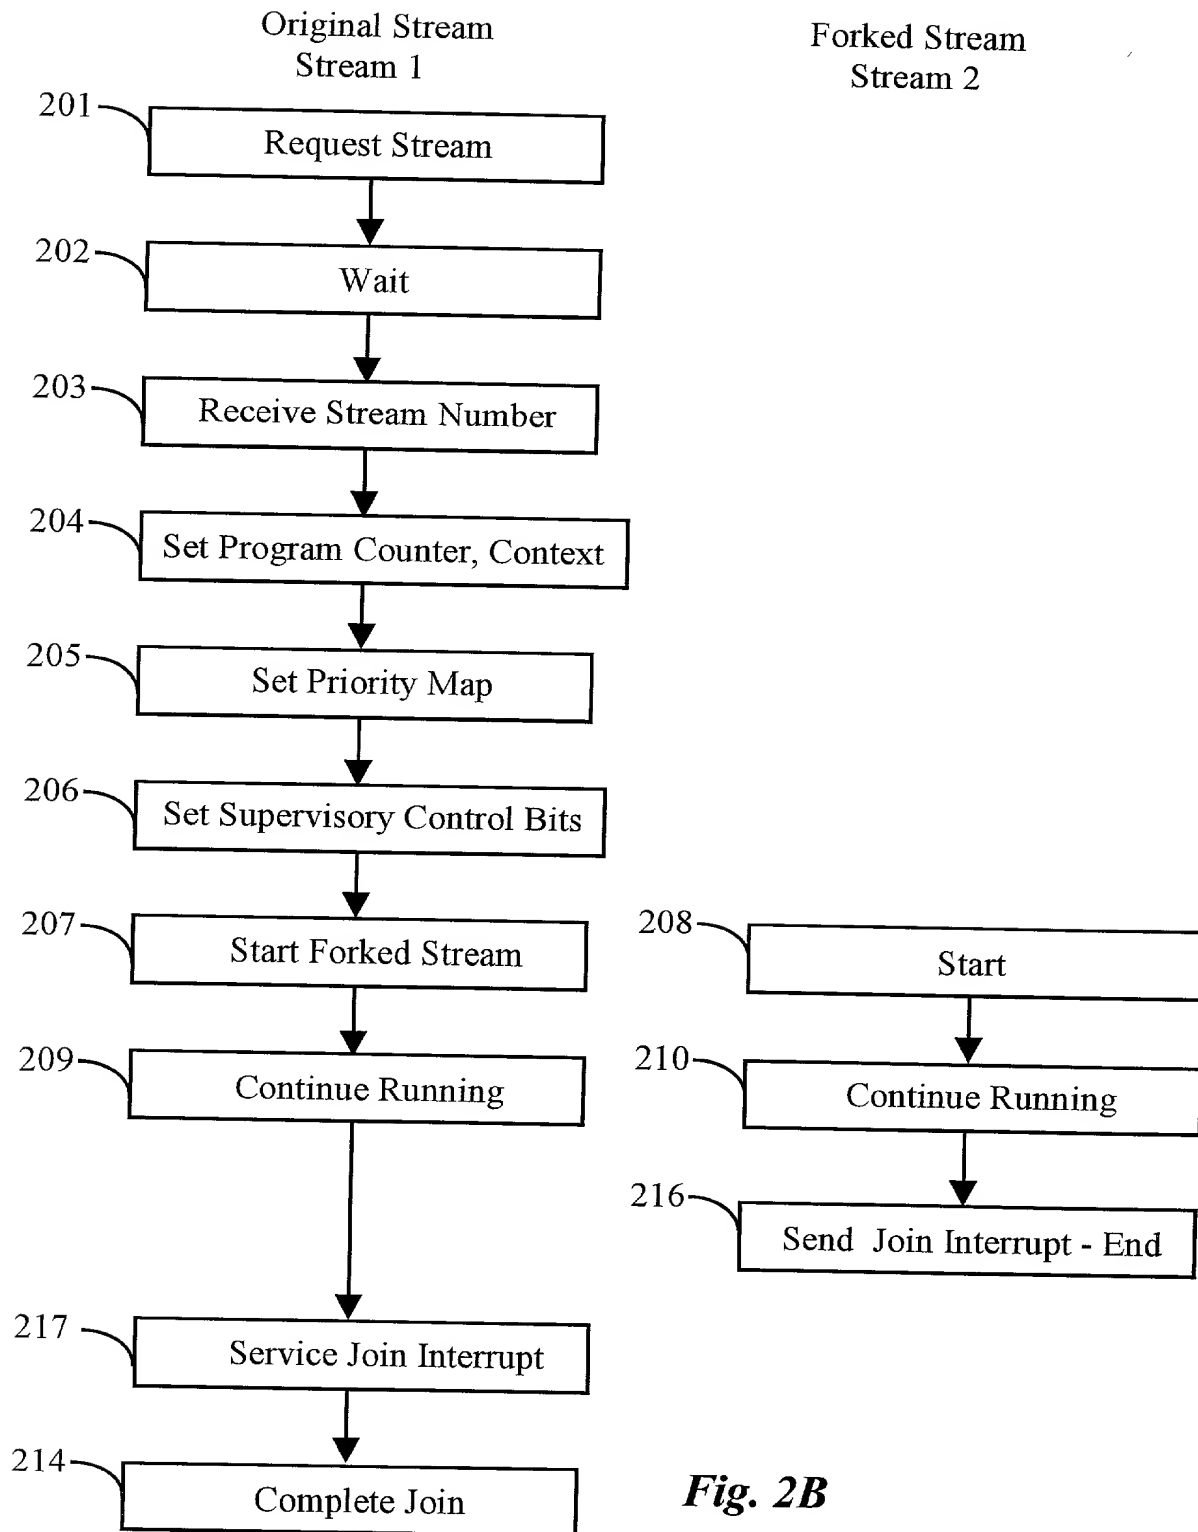 Original Stream
Stream 1
Forked Stream
Stream 2
201
Request Stream
202
Wait
203
Receive Stream Number
204
Set Program Counter, Context
205
Set Priority Map
206
Set Supervisory Control Bits
207
Start Forked Stream
208
Start
209
Continue Running
210
Continue Running
216
Send Join Interrupt - End
217
Service Join Interrupt
214
Complete Join
Fig. 2B